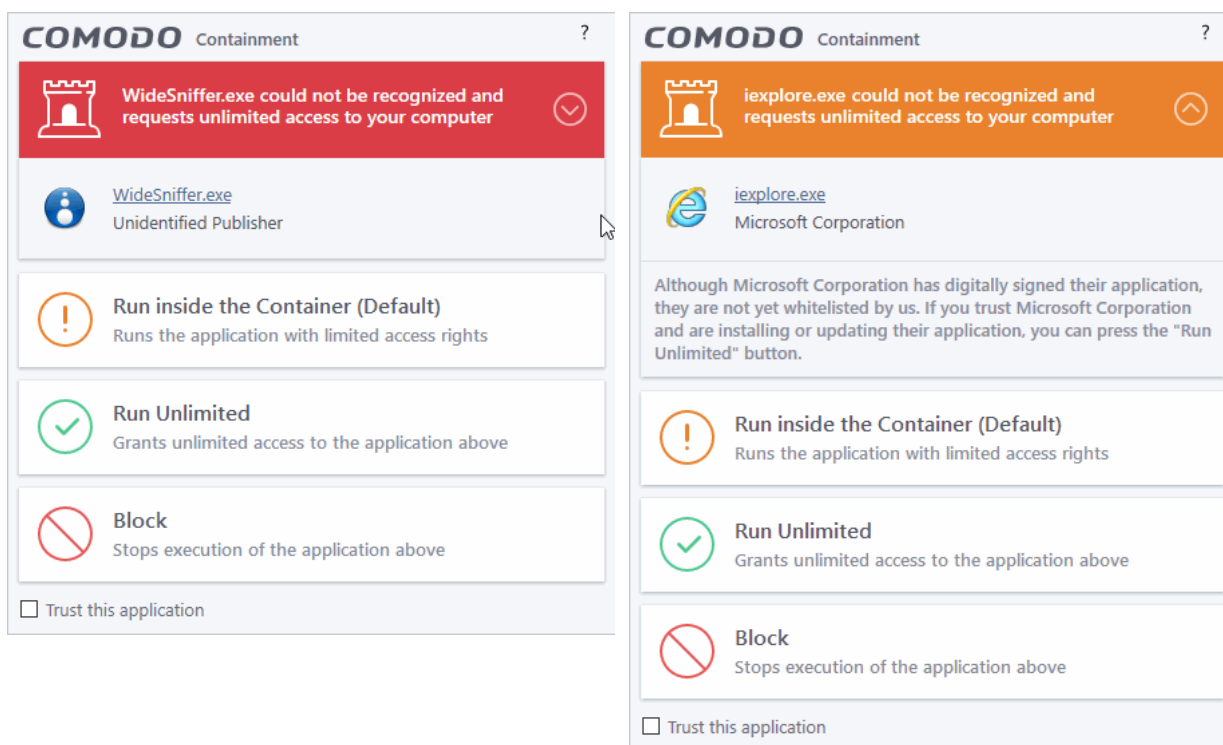 COMODO Containment ?
WideSniffer.exe could not be recognized and
requests unlimited access to your computer
WideSniffer.exe
Unidentified Publisher
Run inside the Container (Default)
Runs the application with limited access rights
Run Unlimited
Grants unlimited access to the application above
Block
Stops execution of the application above
Trust this application
COMODO Containment ?
iexplore.exe could not be recognized and
requests unlimited access to your computer
iexplore.exe
Microsoft Corporation
Although Microsoft Corporation has digitally signed their application,
they are not yet whitelisted by us. If you trust Microsoft Corporation
and are installing or updating their application, you can press the "Run
Unlimited" button.
Run inside the Container (Default)
Runs the application with limited access rights
Run Unlimited
Grants unlimited access to the application above
Block
Stops execution of the application above
Trust this application